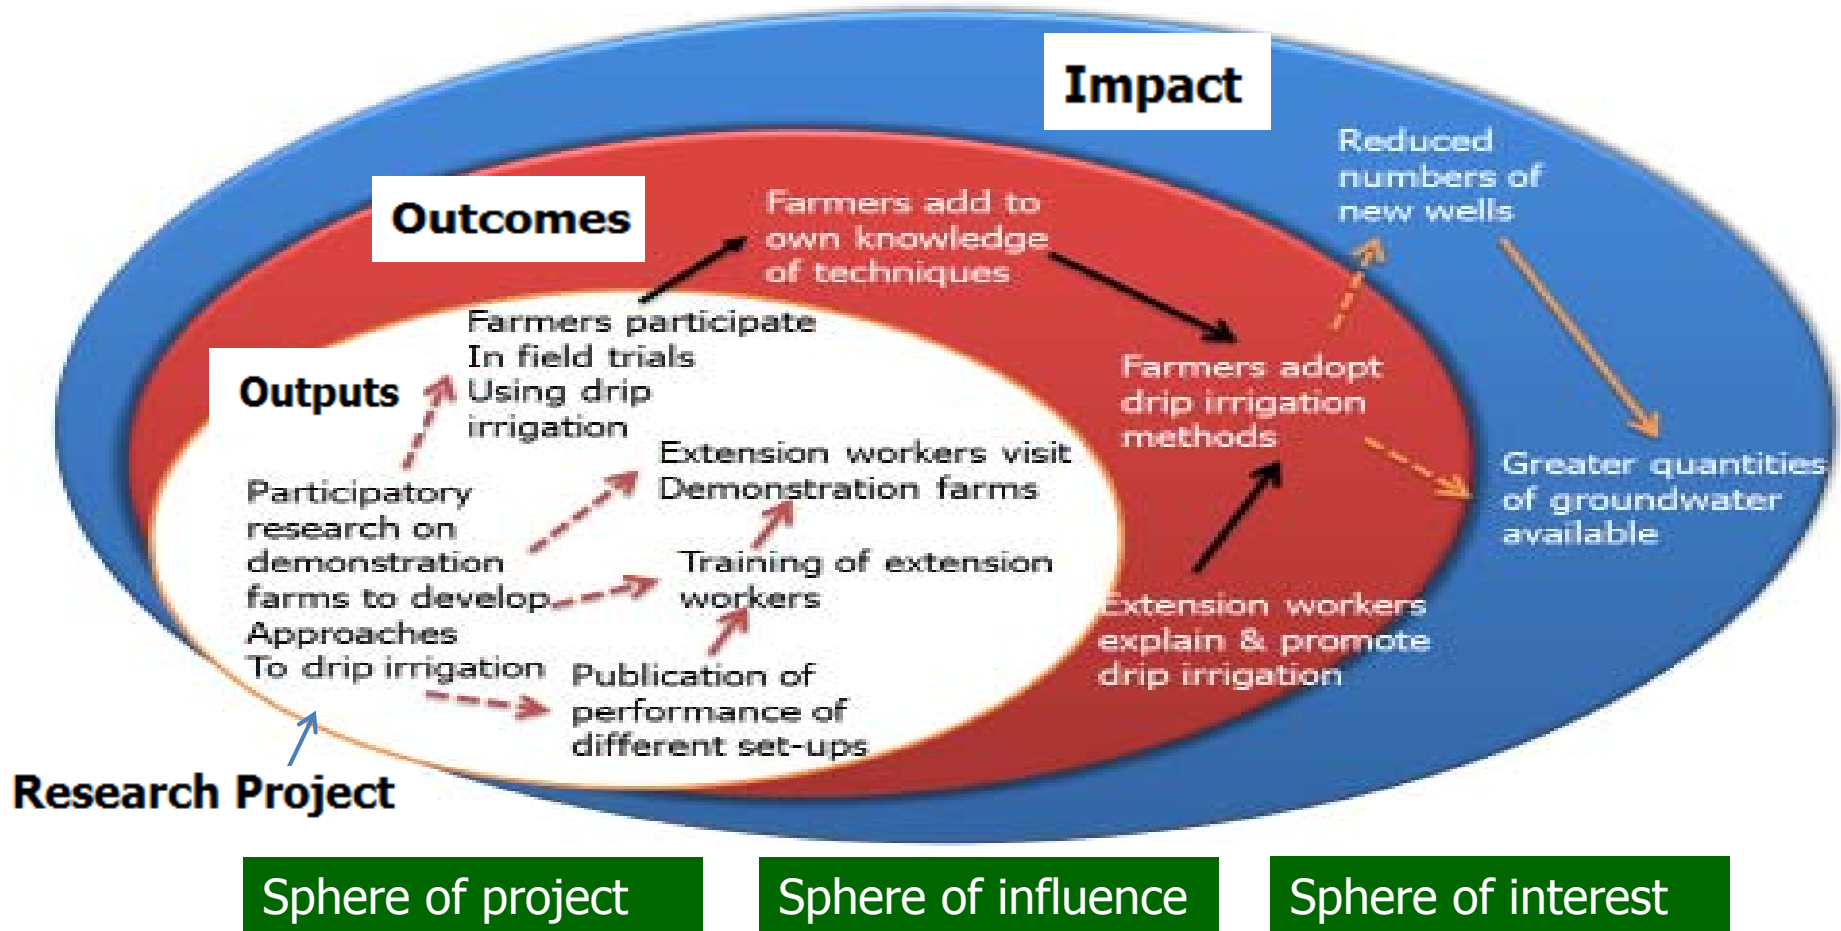 Impact
Reduced
numbers of
new wells
Outcomes
Farmers add to
own knowledge
of techniques
Farmers participate
In field trials
Using drip
irrigation
Outputs
Farmers adopt
drip irrigation
methods
Extension workers visit
Demonstration farms
Greater quantities
of groundwater
available
Participatory
research on
demonstration
farms to develop
Approaches
To drip irrigation
Training of extension
workers
Extension workers
explain & promote
drip irrigation
Publication of
performance of
different set-ups
Research Project
Sphere of project
Sphere of influence
Sphere of interest